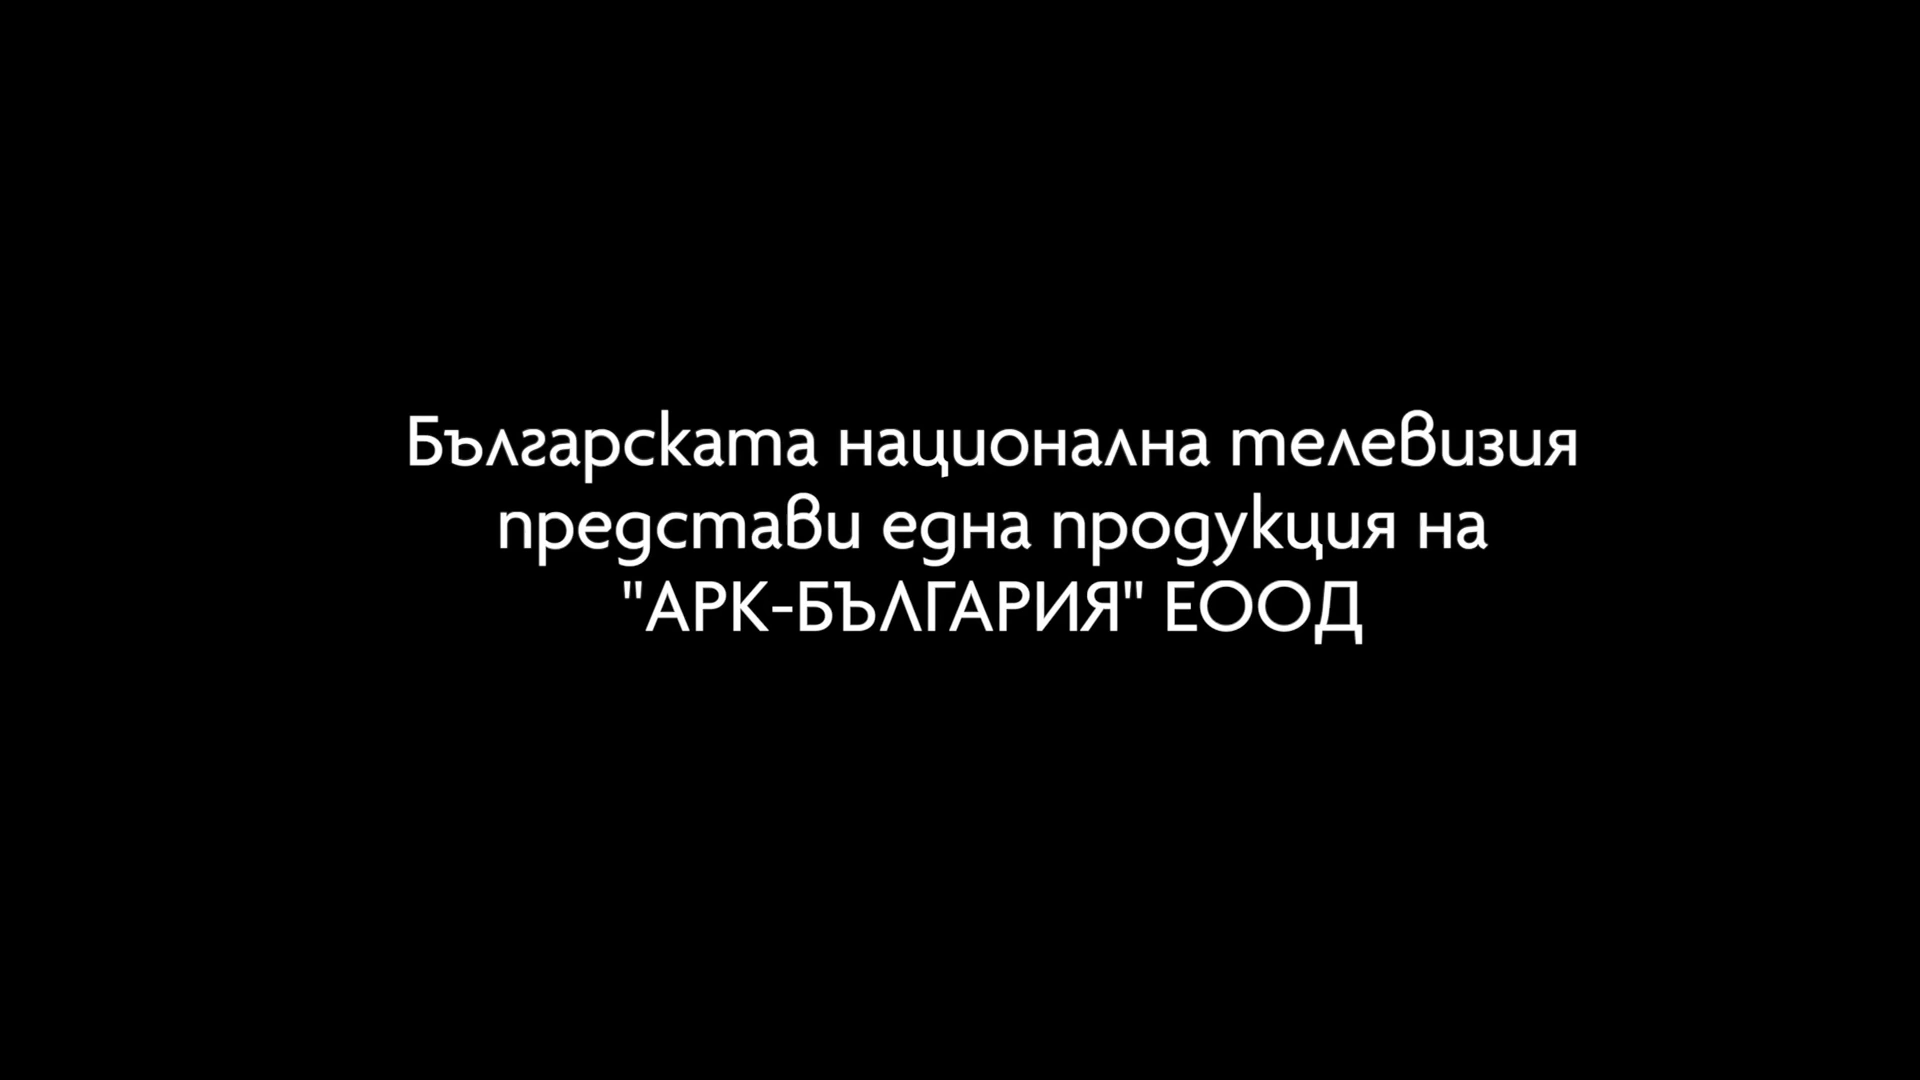 Българската национална телевизия
представи една продукция на
"АРК-БЪЛГАРИЯ" ЕООД